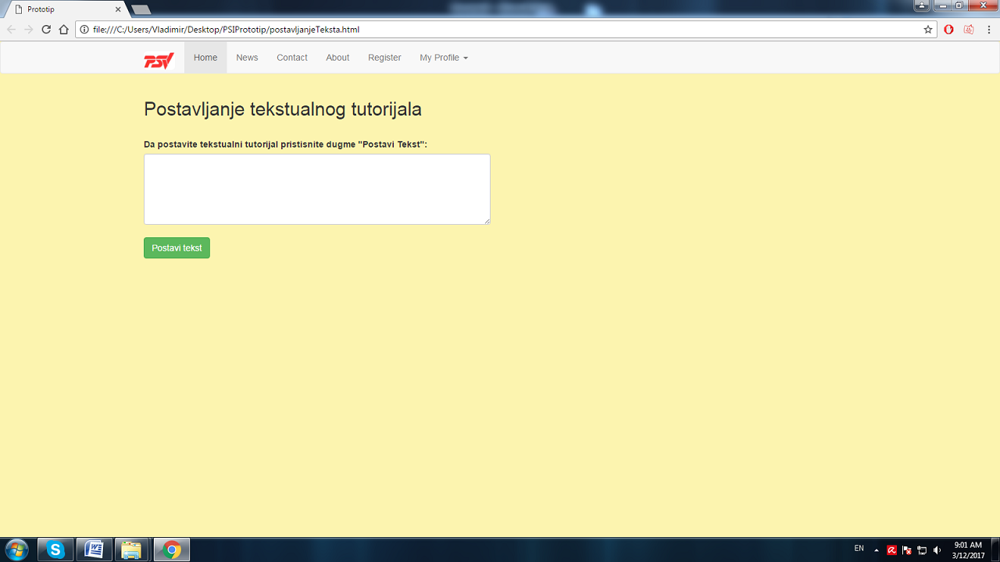 Prototip
file:///C:/Users/Vladimir/Desktop/PSIPrototip/postavljanjeTeksta.html
PSV Home News Contact About Register My Profile
Postavljanje tekstualnog tutorijala
Da postavite tekstualni tutorijal pristisnite dugme "Postavi Tekst":
Postavi tekst
EN
9:01 AM
3/12/2017